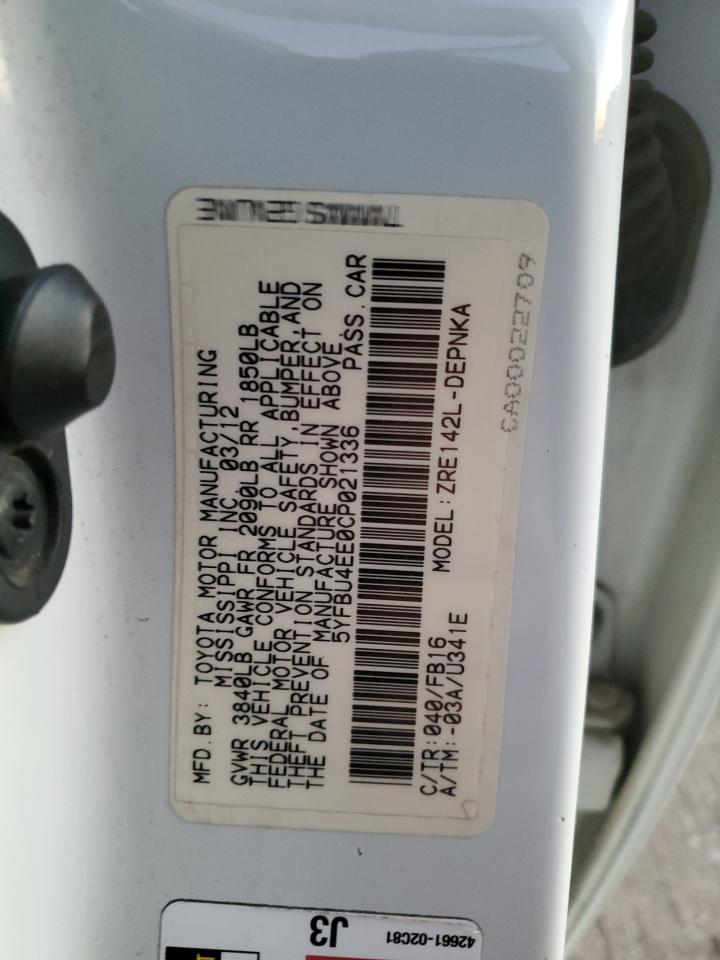 MFD.BY: TOYOTA MOTOR MANUFACTURING
MISSISSIPPI INC. 03/12
GVWR 3840LB GAWR FR 2090LB RR 1850LB
THIS VEHICLE CONFORMS TO ALL APPLICABLE
FEDERAL MOTOR VEHICLE SAFETY, BUMPER, AND
THEFT PREVENTION STANDARDS IN EFFECT ON
THE DATE OF MANUFACTURE SHOWN ABOVE.
5YFBU4EE0CP021336 PASS.CAR
C/TR:040/FB16 MODEL:ZRE142L-DEPNKA
A/TM:-03A/U341E
CA00022709
J3
42661-02C81